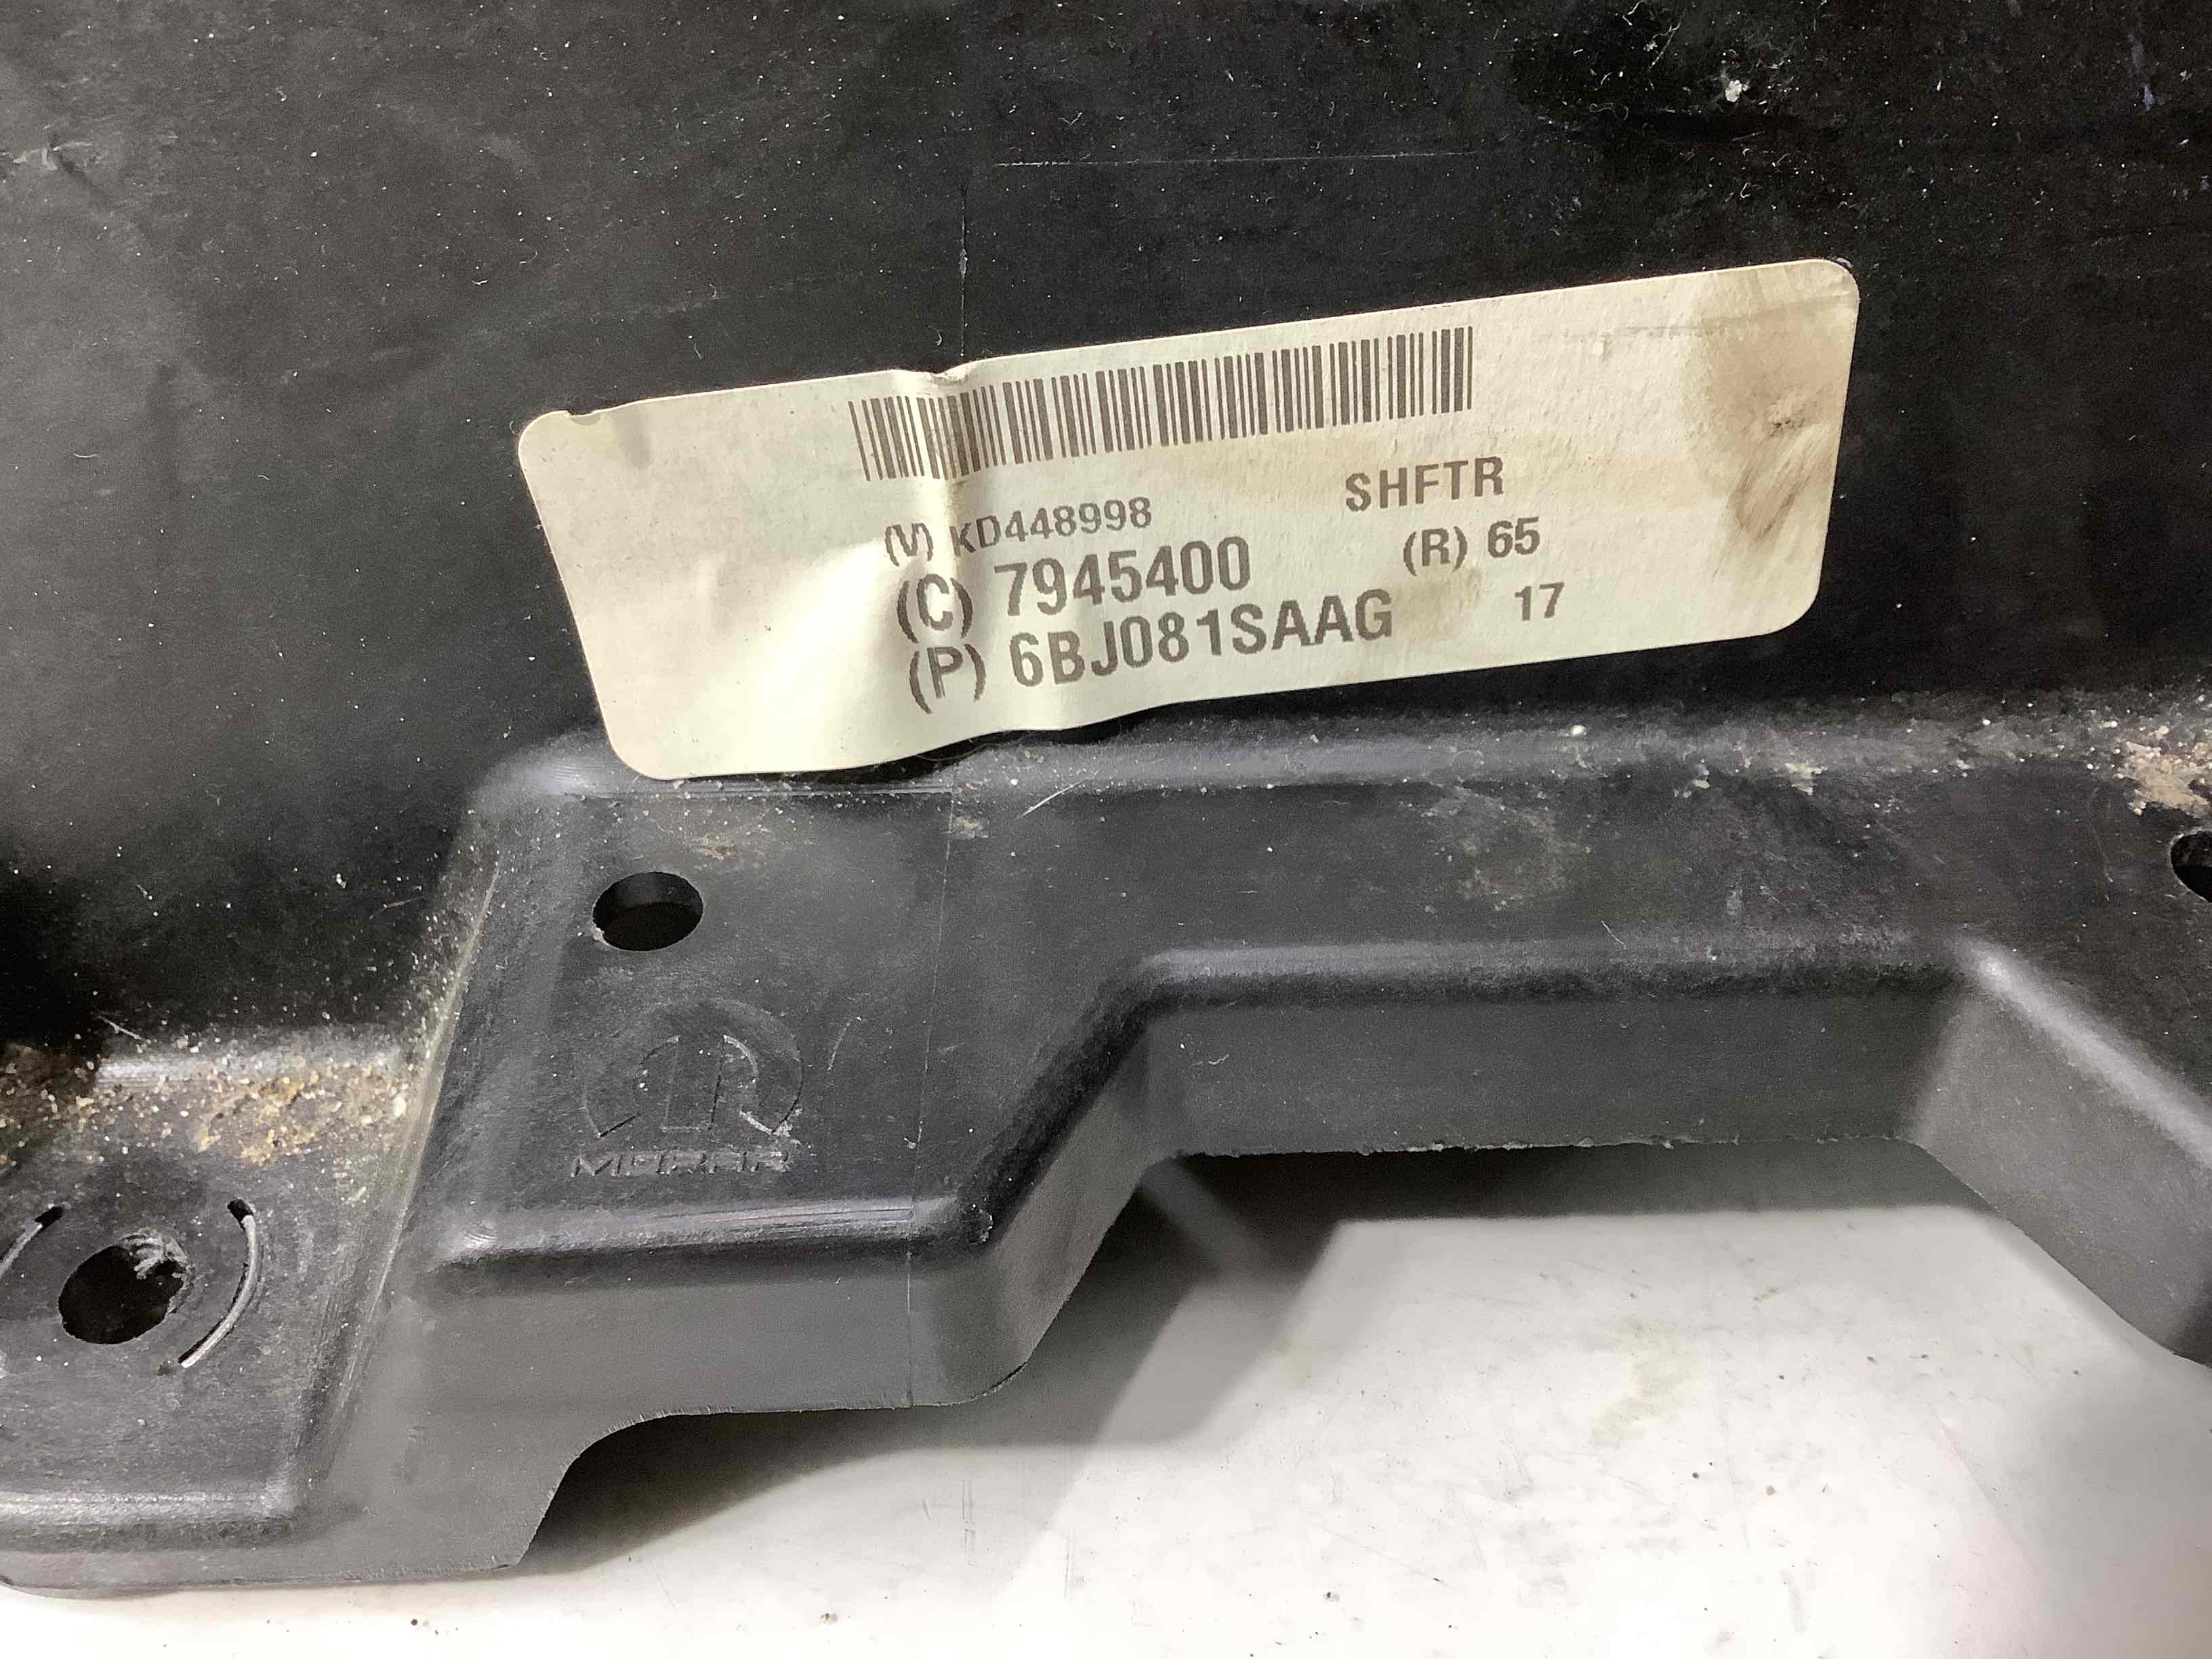 SHFTR
(V) KD448998
(R) 65
(C) 7945400
17
(P) 6BJ081SAAG
MOPAR